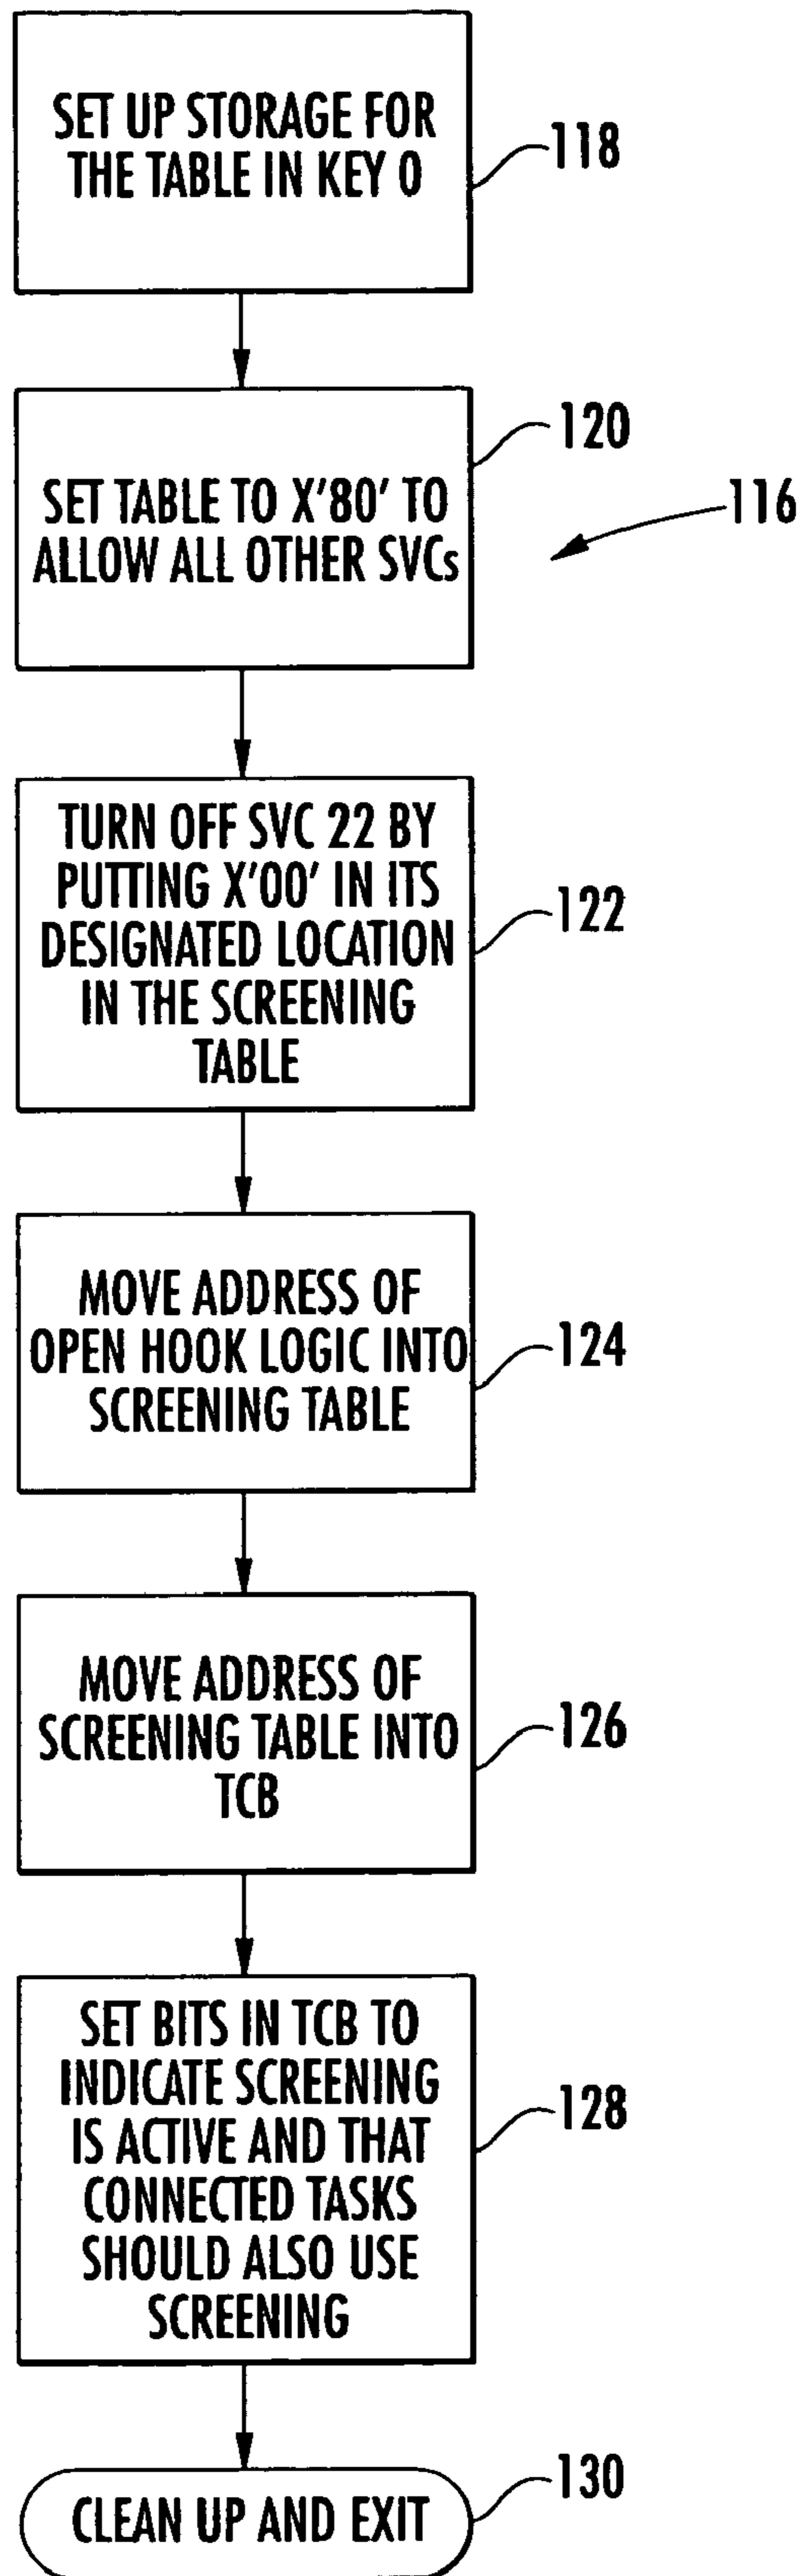 SET UP STORAGE FOR
THE TABLE IN KEY 0
118
SET TABLE TO X'80' TO
ALLOW ALL OTHER SVCs
120
116
TURN OFF SVC 22 BY
PUTTING X'00' IN ITS
DESIGNATED LOCATION
IN THE SCREENING
TABLE
122
MOVE ADDRESS OF
OPEN HOOK LOGIC INTO
SCREENING TABLE
124
MOVE ADDRESS OF
SCREENING TABLE INTO
TCB
126
SET BITS IN TCB TO
INDICATE SCREENING
IS ACTIVE AND THAT
CONNECTED TASKS
SHOULD ALSO USE
SCREENING
128
CLEAN UP AND EXIT
130